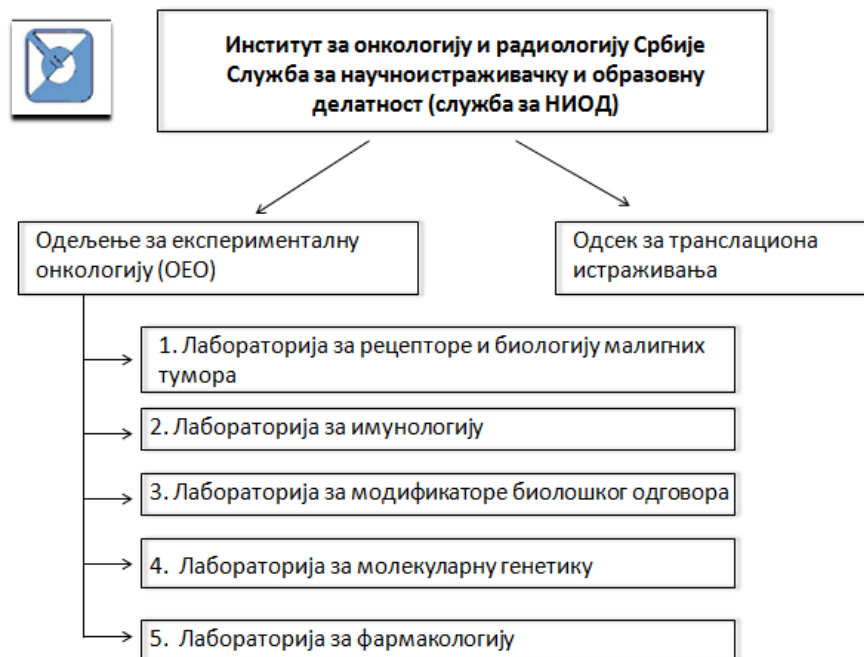 Институт за онкологију и радиологију Србије
Служба за научноистраживачку и образовну
делатност (служба за НИОД)
Одељење за експерименталну
онкологију (ОЕО)
Одсек за транслациона
истраживања
1. Лабораторија за рецепторе и биологију малигних
тумора
2. Лабораторија за имунологију
3. Лабораторија за модификаторе биолошког одговора
4. Лабораторија за молекуларну генетику
5. Лабораторија за фармакологију